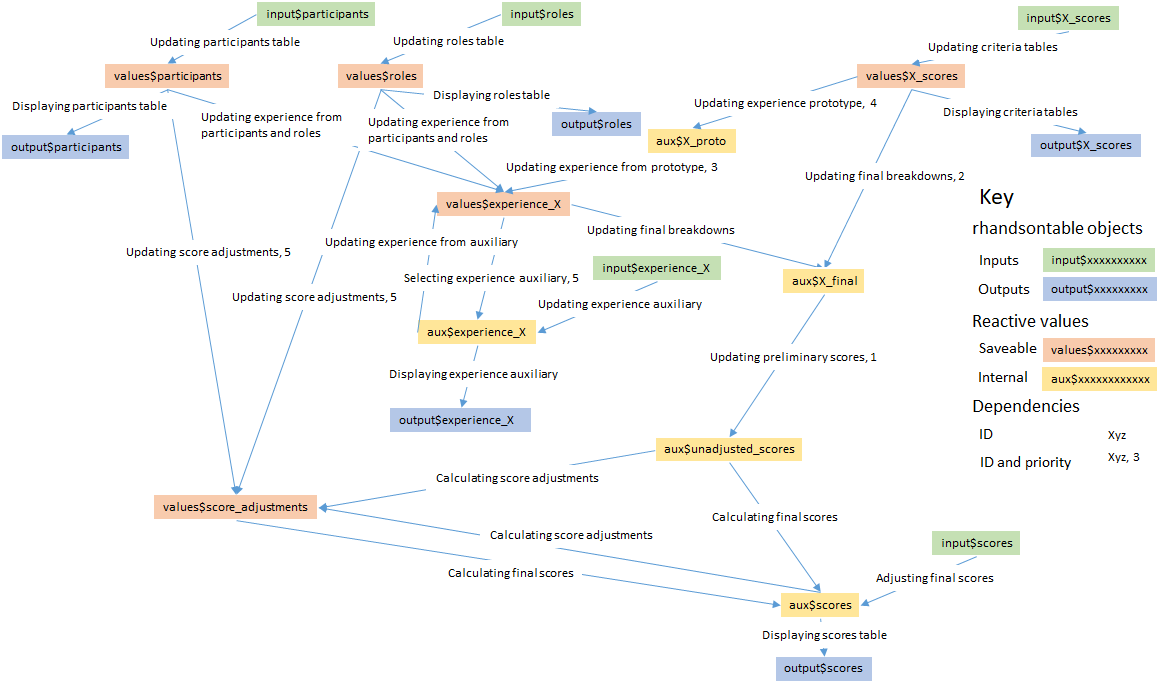 input$participants
input$roles
input$X_scores
Updating participants table
Updating roles table
Updating criteria tables
values$participants
values$roles
values$X_scores
Displaying participants table
Updating experience from
participants and roles
Displaying roles table
Updating experience from
participants and roles
Updating experience prototype, 4
Displaying criteria tables
output$participants
output$roles
aux$X_proto
output$X_scores
Updating experience from prototype, 3
Updating final breakdowns, 2
values$experience_X
Updating final breakdowns
Updating score adjustments, 5
Updating experience from auxiliary
Selecting experience auxiliary, 5
input$experience_X
aux$X_final
Updating score adjustments, 5
Updating experience auxiliary
aux$experience_X
Updating preliminary scores, 1
Displaying experience auxiliary
output$experience_X
aux$unadjusted_scores
Calculating score adjustments
values$score_adjustments
Calculating final scores
Calculating score adjustments
Calculating final scores
input$scores
Adjusting final scores
aux$scores
Displaying scores table
output$scores
Key
rhandsontable objects
Inputs
input$xxxxxxxxxx
Outputs
output$xxxxxxxxx
Reactive values
Saveable
values$xxxxxxxxx
Internal
aux$xxxxxxxxxxxx
Dependencies
ID
Xyz
ID and priority
Xyz, 3